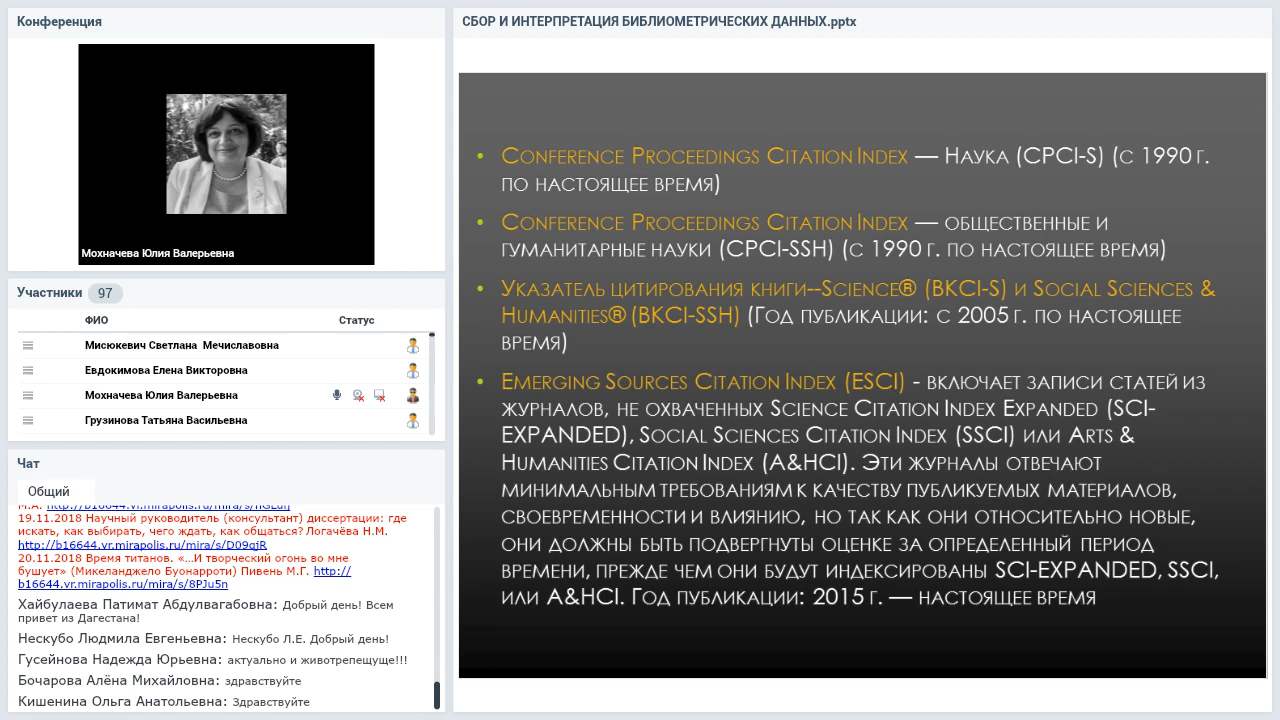 Конференция
Мохначева Юлия Валерьевна
Участники 97
ФИО Статус
Мисюкевич Светлана Мечиславовна
Евдокимова Елена Викторовна
Мохначева Юлия Валерьевна
Грузинова Татьяна Васильевна
Чат
Общий
19.11.2018 Научный руководитель (консультант) диссертации: где
искать, как выбирать, чего ждать, как общаться? Логачёва Н.М.
http://b16644.vr.mirapolis.ru/mira/s/D09qjR
20.11.2018 Время титанов. «…И творческий огонь во мне
бушует» (Микеланджело Буонарроти) Пивень М.Г. http://
b16644.vr.mirapolis.ru/mira/s/8PJu5n
Хайбулаева Патимат Абдулвагабовна: Добрый день! Всем
привет из Дагестана!
Нескубо Людмила Евгеньевна: Нескубо Л.Е. Добрый день!
Гусейнова Надежда Юрьевна: актуально и животрепещуще!!!
Бочарова Алёна Михайловна: здравствуйте
Кишенина Ольга Анатольевна: Здравствуйте
СБОР И ИНТЕРПРЕТАЦИЯ БИБЛИОМЕТРИЧЕСКИХ ДАННЫХ.pptx
• Conference Proceedings Citation Index — Наука (CPCI-S) (с 1990 г.
по настоящее время)
• Conference Proceedings Citation Index — общественные и
гуманитарные науки (CPCI-SSH) (с 1990 г. по настоящее время)
• Указатель цитирования книги--Science® (BKCI-S) и Social Sciences &
Humanities® (BKCI-SSH) (Год публикации: с 2005 г. по настоящее
время)
• Emerging Sources Citation Index (ESCI) - включает записи статей из
журналов, не охваченных Science Citation Index Expanded (SCI-
EXPANDED), Social Sciences Citation Index (SSCI) или Arts &
Humanities Citation Index (A&HCI). Эти журналы отвечают
минимальным требованиям к качеству публикуемых материалов,
своевременности и влиянию, но так как они относительно новые,
они должны быть подвергнуты оценке за определенный период
времени, прежде чем они будут индексированы SCI-EXPANDED, SSCI,
или A&HCI. Год публикации: 2015 г. — настоящее время